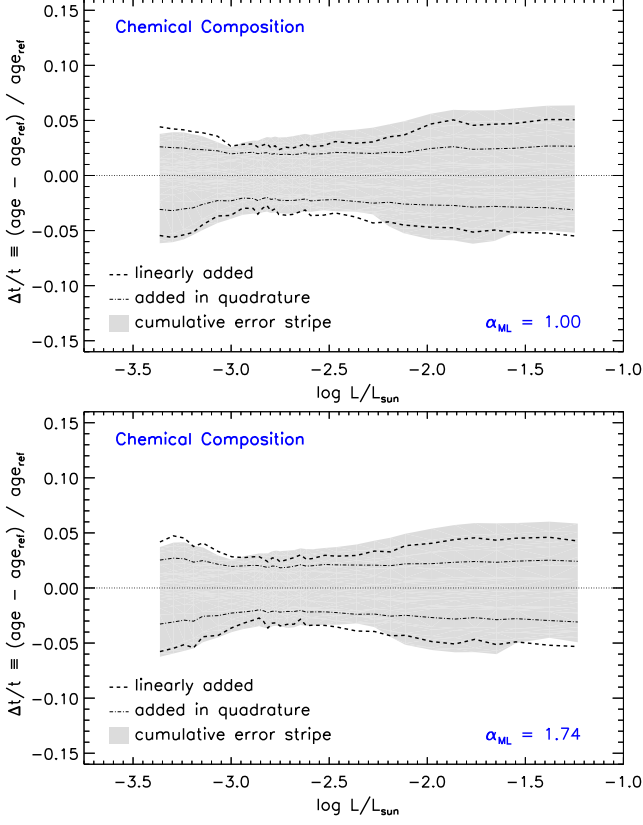 0.15
Chemical Composition
0.10
0.05
0.00
−0.05
−0.10
−0.15
Δt/t ≡ (age − age_ref) / age_ref
linearly added
added in quadrature
cumulative error stripe
α_ML = 1.00
−3.5 −3.0 −2.5 −2.0 −1.5 −1.0
log L/L_sun
0.15
Chemical Composition
0.10
0.05
0.00
−0.05
−0.10
−0.15
Δt/t ≡ (age − age_ref) / age_ref
linearly added
added in quadrature
cumulative error stripe
α_ML = 1.74
−3.5 −3.0 −2.5 −2.0 −1.5 −1.0
log L/L_sun